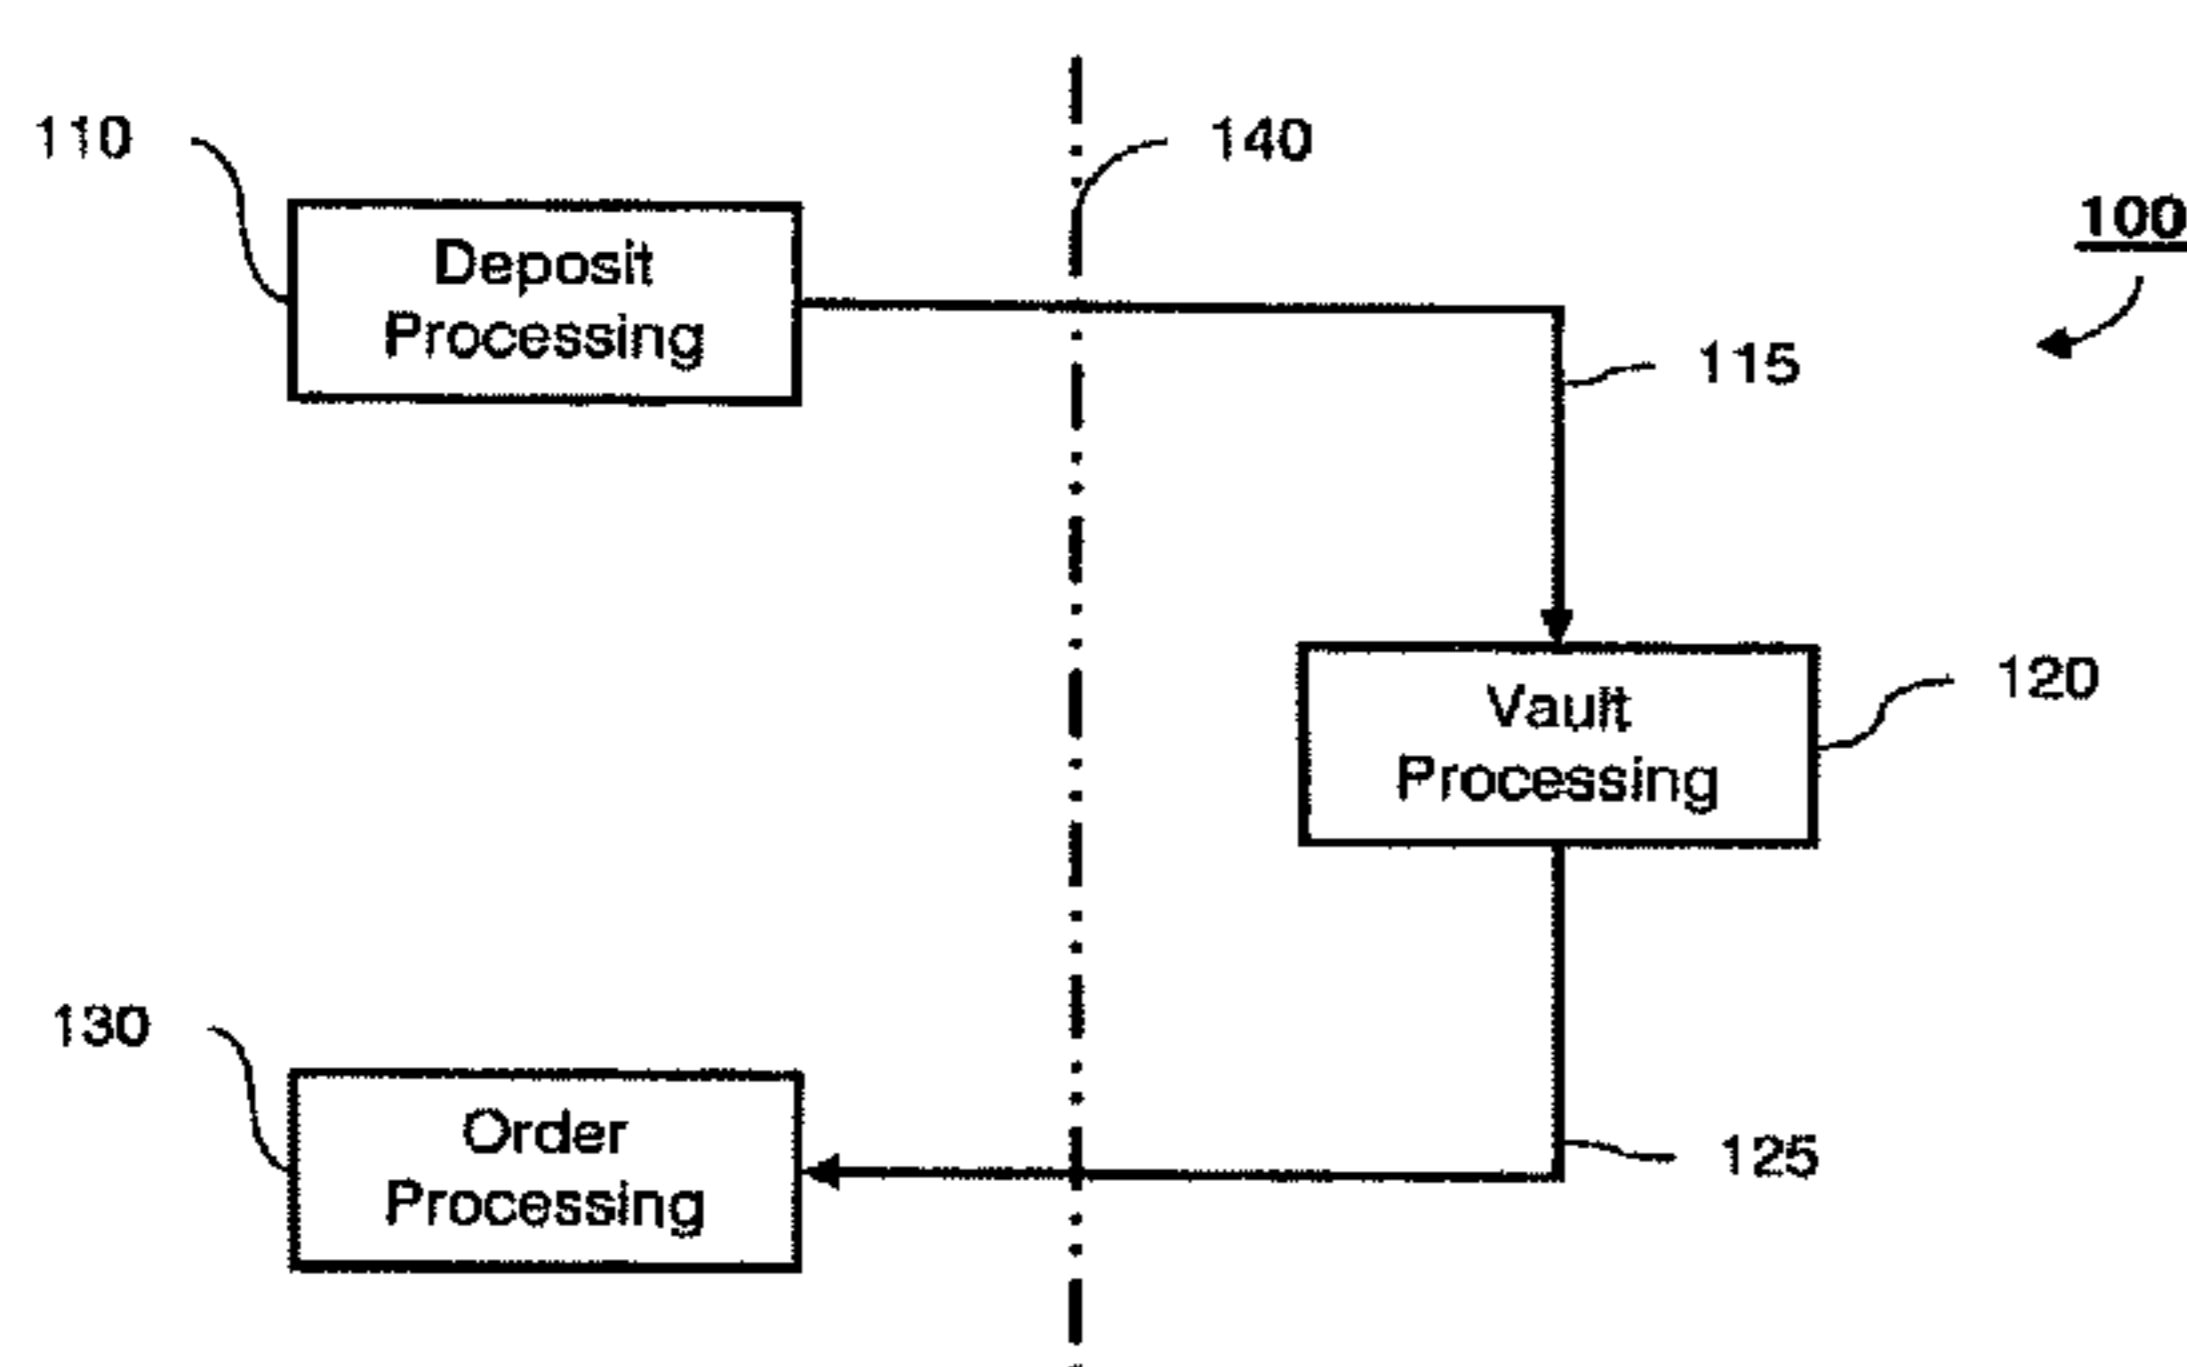 110
140
100
Deposit
Processing
115
Vault
Processing
120
130
Order
Processing
125